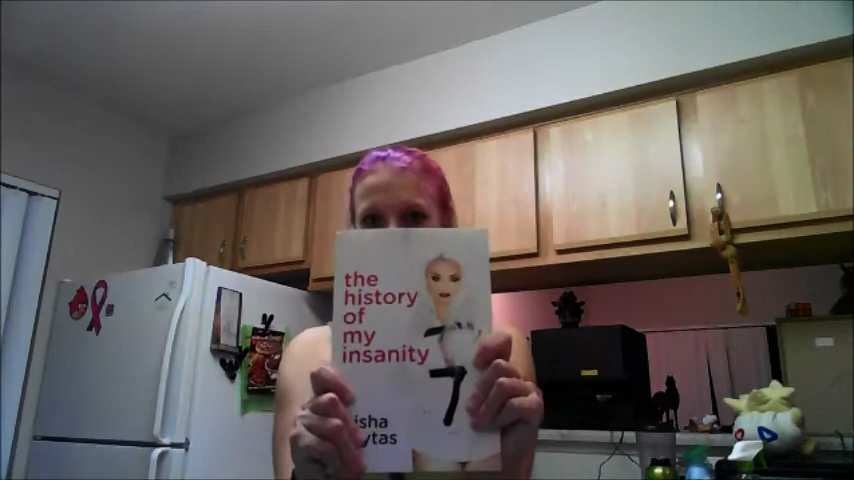 the
history
of
my
insanity
isha
ytas